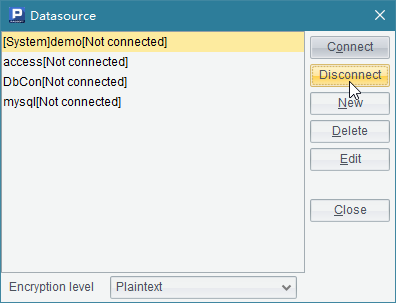 Datasource
[System]demo[Not connected]
access[Not connected]
DbCon[Not connected]
mysql[Not connected]
Connect
Disconnect
New
Delete
Edit
Close
Encryption level
Plaintext